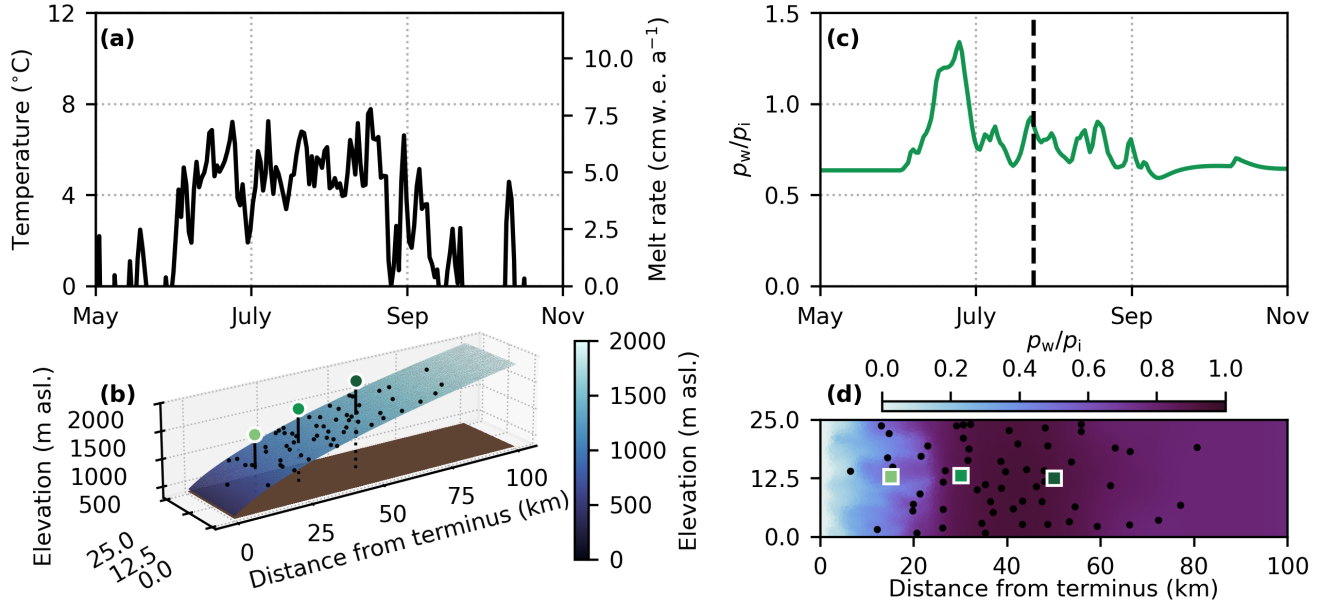 (a)
Temperature (°C)
12
8
4
0
May
July
Sep
Nov
10.0
7.5
5.0
2.5
0.0
Melt rate (cm w. e. a⁻¹)
(c)
p_w/p_i
1.5
1.0
0.5
0.0
May
July
Sep
Nov
(b)
Elevation (m asl.)
2000
1500
1000
500
25.0
12.5
0.0
0
25
50
75
100
Distance from terminus (km)
2000
1500
1000
500
0
Elevation (m asl.)
p_w/p_i
0.0
0.2
0.4
0.6
0.8
1.0
(d)
25.0
12.5
0.0
0
20
40
60
80
100
Distance from terminus (km)